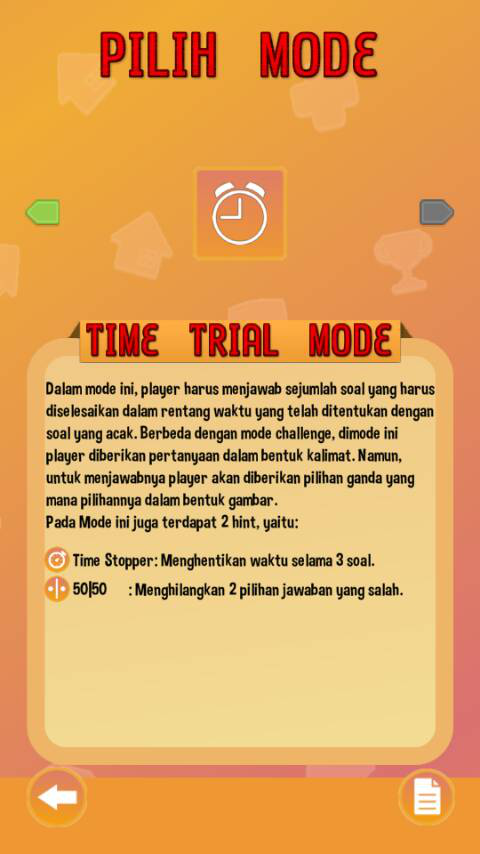 PILIH MODE
TIME TRIAL MODE
Dalam mode ini, player harus menjawab sejumlah soal yang harus
diselesaikan dalam rentang waktu yang telah ditentukan dengan
soal yang acak. Berbeda dengan mode challenge, dimode ini
player diberikan pertanyaan dalam bentuk kalimat. Namun,
untuk menjawabnya player akan diberikan pilihan ganda yang
mana pilihannya dalam bentuk gambar.
Pada Mode ini juga terdapat 2 hint, yaitu:
Time Stopper: Menghentikan waktu selama 3 soal.
50|50 : Menghilangkan 2 pilihan jawaban yang salah.